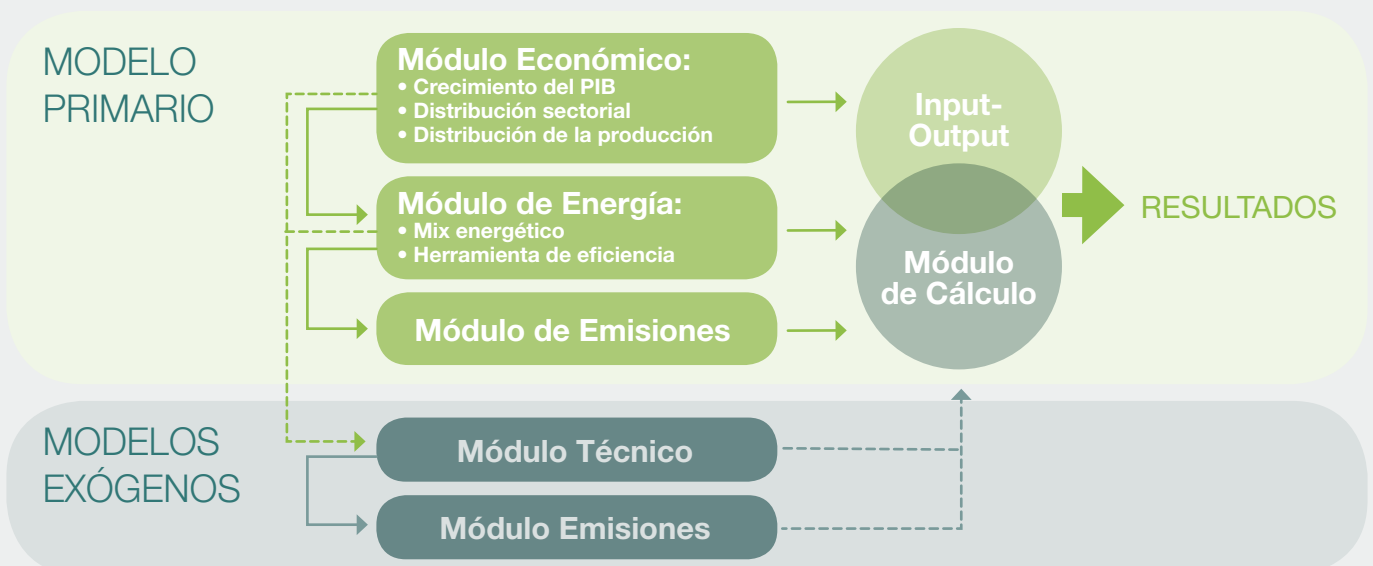 MODELO
PRIMARIO
Módulo Económico:
• Crecimiento del PIB
• Distribución sectorial
• Distribución de la producción
Módulo de Energía:
• Mix energético
• Herramienta de eficiencia
Módulo de Emisiones
Input-
Output
Módulo
de Cálculo
RESULTADOS
MODELOS
EXÓGENOS
Módulo Técnico
Módulo Emisiones